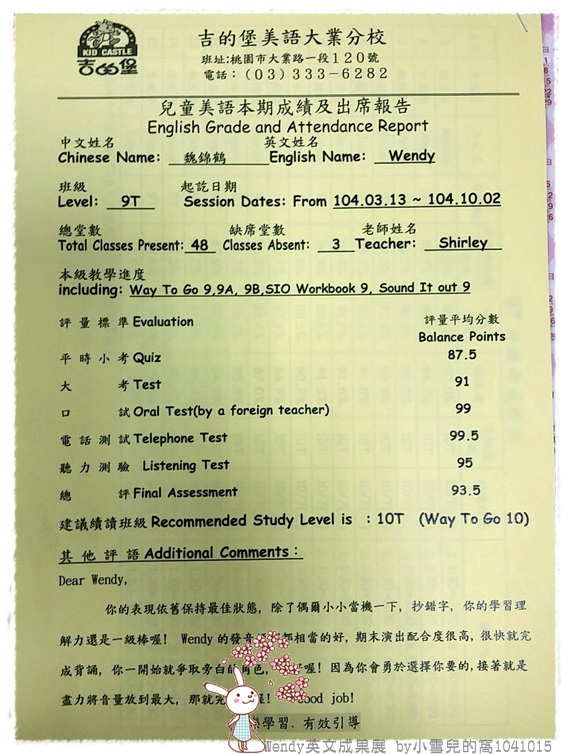 KID CASTLE
吉的堡
吉的堡美語大業分校
班址:桃園市大業路一段120號
電話：(03)333-6282
兒童美語本期成績及出席報告
English Grade and Attendance Report
中文姓名 英文姓名
Chinese Name: 魏錦鶴 English Name: Wendy
班級 起訖日期
Level: 9T Session Dates: From 104.03.13 ~ 104.10.02
總堂數 缺席堂數 老師姓名
Total Classes Present: 48 Classes Absent: 3 Teacher: Shirley
本級教學進度
including: Way To Go 9,9A, 9B,SIO Workbook 9, Sound It out 9
評量標準 Evaluation 評量平均分數
Balance Points
平時小考 Quiz 87.5
大考 Test 91
口試 Oral Test(by a foreign teacher) 99
電話測試 Telephone Test 99.5
聽力測驗 Listening Test 95
總評 Final Assessment 93.5
建議續讀班級 Recommended Study Level is : 10T (Way To Go 10)
其他評語 Additional Comments :
Dear Wendy,
你的表現依舊保持最佳狀態, 除了偶爾小小當機一下, 抄錯字, 你的學習理
解力還是一級棒喔! Wendy 的發音 都相當的好, 期末演出配合度很高, 很快就完
成背誦, 你一開始就爭取旁白的角色, 喔! 因為你會勇於選擇你要的,接著就是
盡力將音量放到最大, 那就完 ! Good job!
樂學習. 有效引導
Wendy英文成果展 by小雪兒的窩1041015